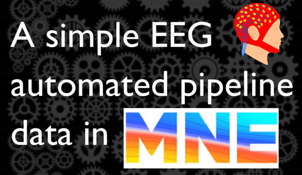 A simple EEG
automated pipeline
data in MNE